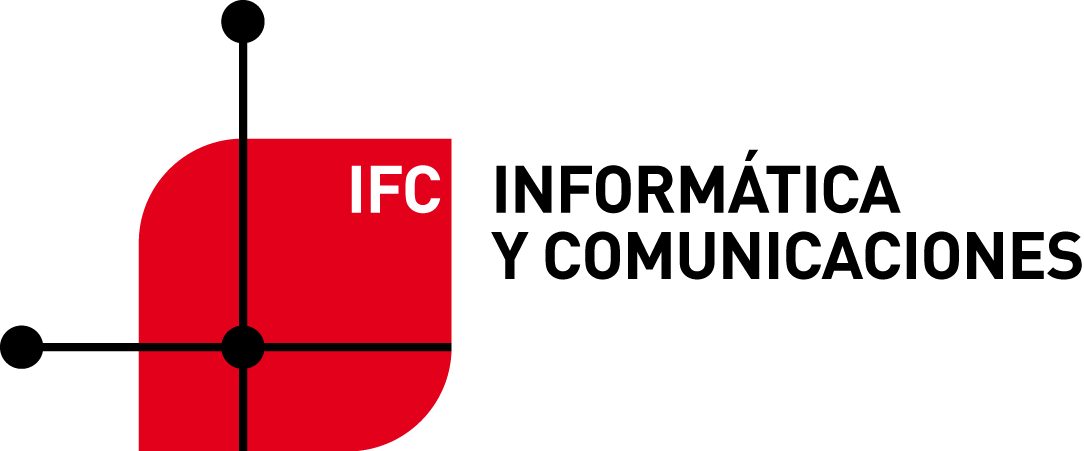 IFC
INFORMÁTICA
Y COMUNICACIONES